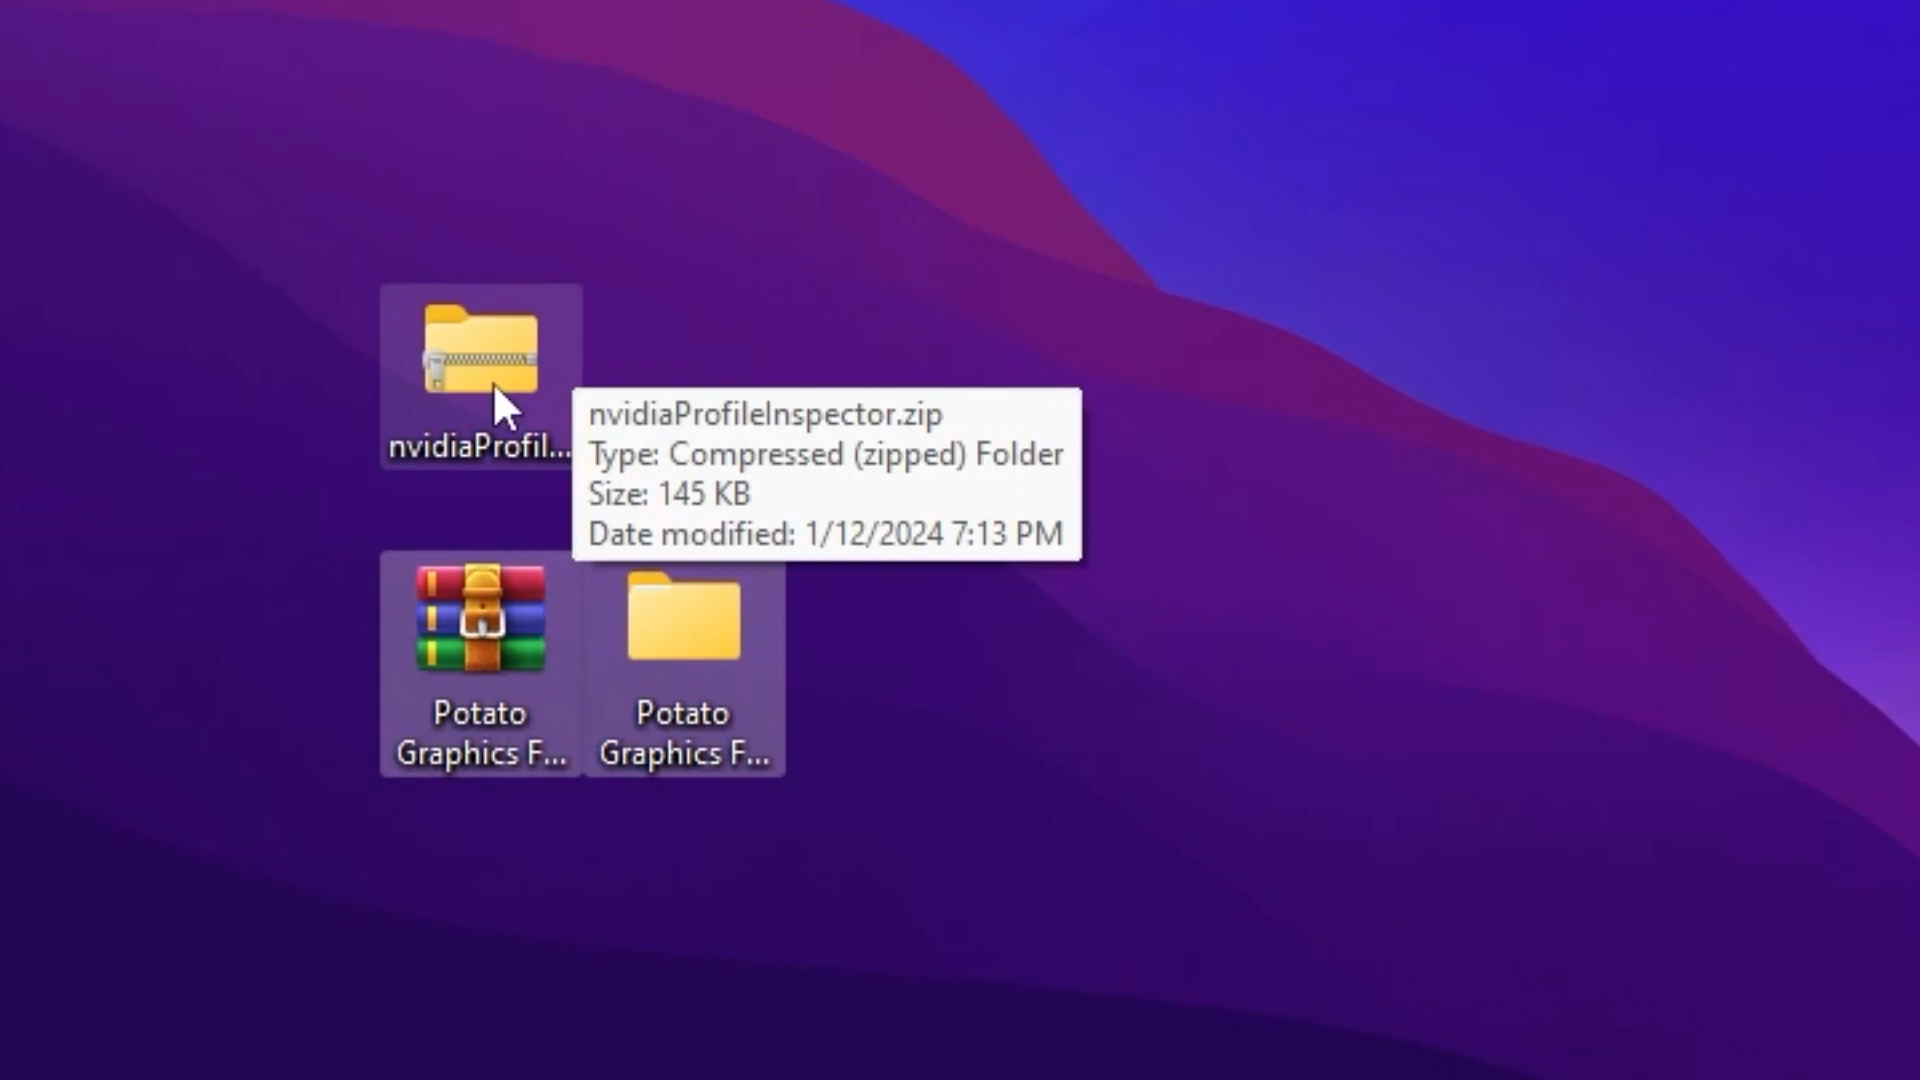 nvidiaProfil...
nvidiaProfileInspector.zip
Type: Compressed (zipped) Folder
Size: 145 KB
Date modified: 1/12/2024 7:13 PM
Potato
Graphics F...
Potato
Graphics F...